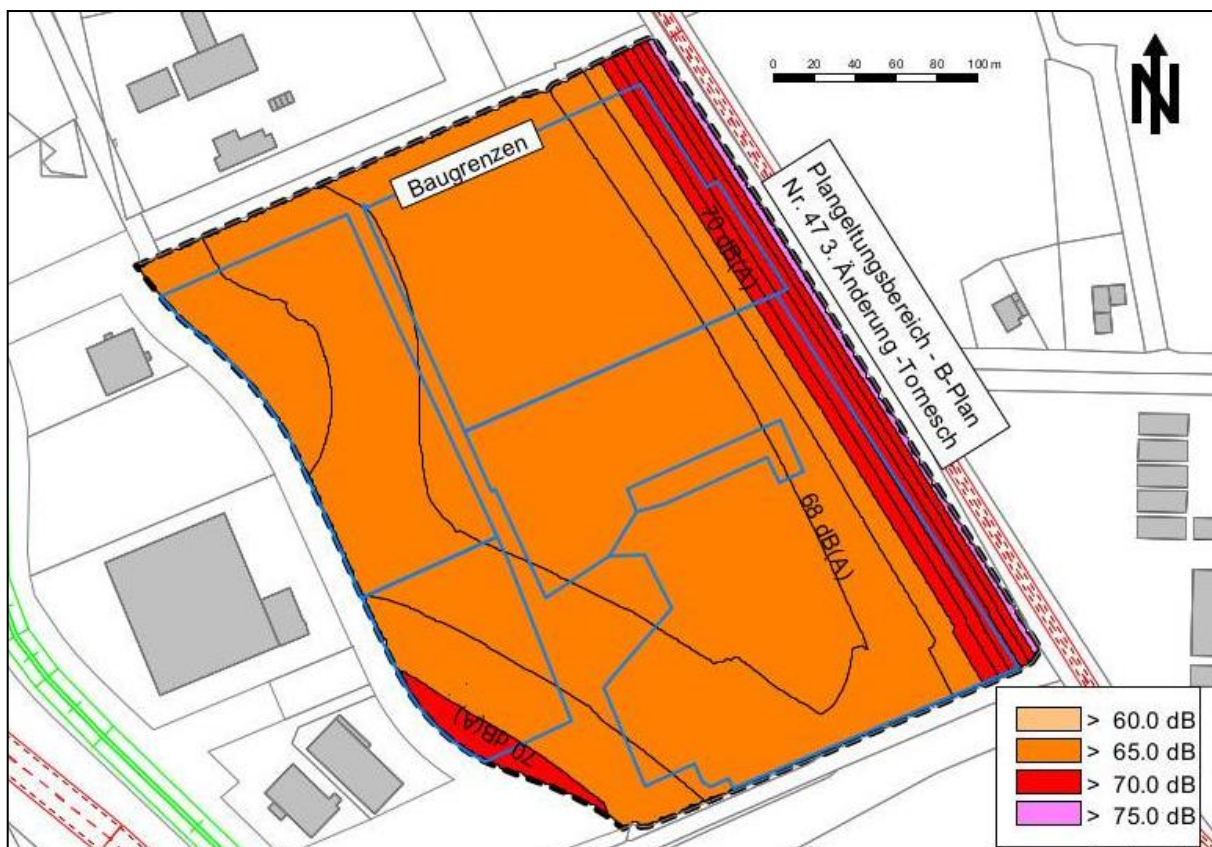 0 20 40 60 80 100 m
N
Baugrenzen
Plangeltungsbereich - B-Plan
Nr. 47 3. Änderung -Tornesch
70 dB(A)
68 dB(A)
70 dB(A)
> 60.0 dB
> 65.0 dB
> 70.0 dB
> 75.0 dB